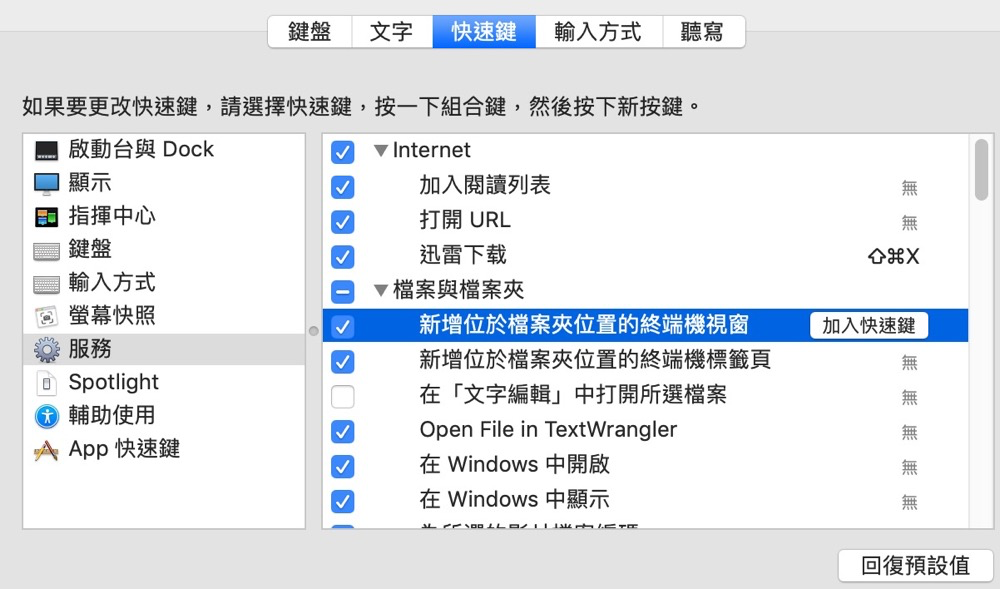 鍵盤
文字
快速鍵
輸入方式
聽寫
如果要更改快速鍵，請選擇快速鍵，按一下組合鍵，然後按下新按鍵。
啟動台與 Dock
顯示
指揮中心
鍵盤
輸入方式
螢幕快照
服務
Spotlight
輔助使用
App 快速鍵
Internet
加入閱讀列表 無
打開 URL 無
迅雷下载 ⇧⌘X
檔案與檔案夾
新增位於檔案夾位置的終端機視窗 加入快速鍵
新增位於檔案夾位置的終端機標籤頁 無
在「文字編輯」中打開所選檔案 無
Open File in TextWrangler 無
在 Windows 中開啟 無
在 Windows 中顯示 無
回復預設值